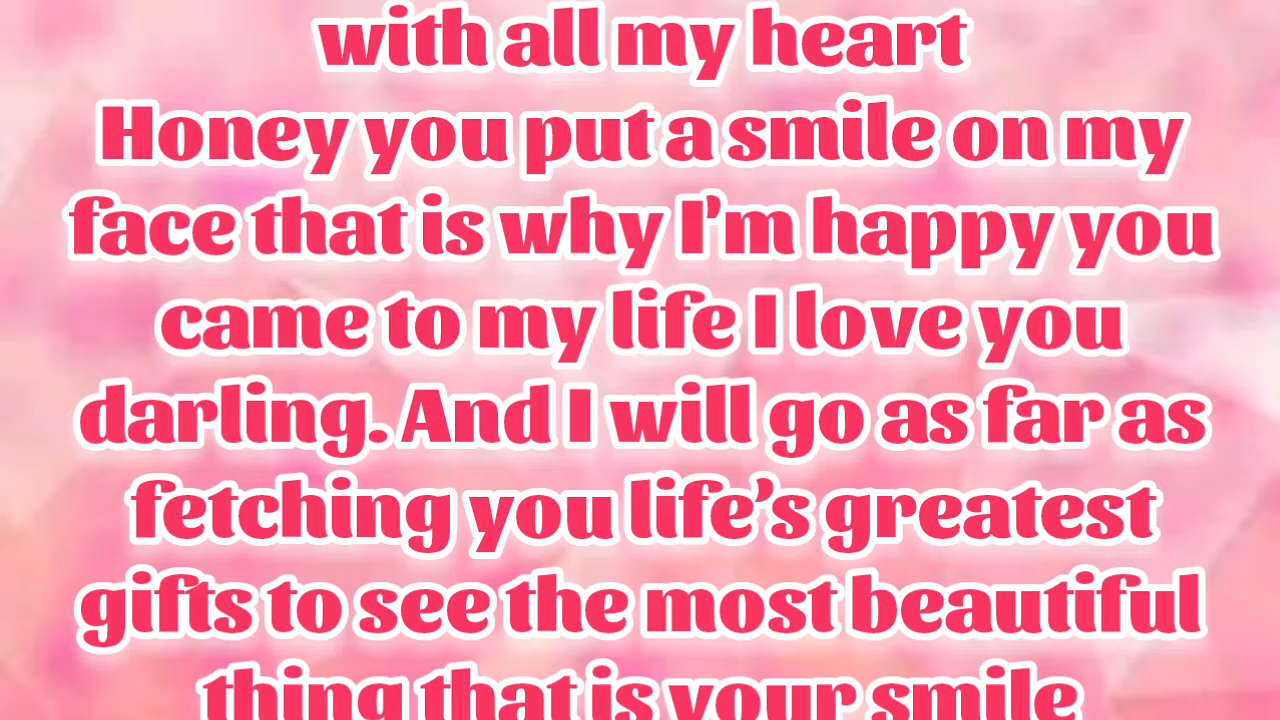 with all my heart
Honey you put a smile on my
face that is why I'm happy you
came to my life I love you
darling. And I will go as far as
fetching you life’s greatest
gifts to see the most beautiful
thing that is your smile